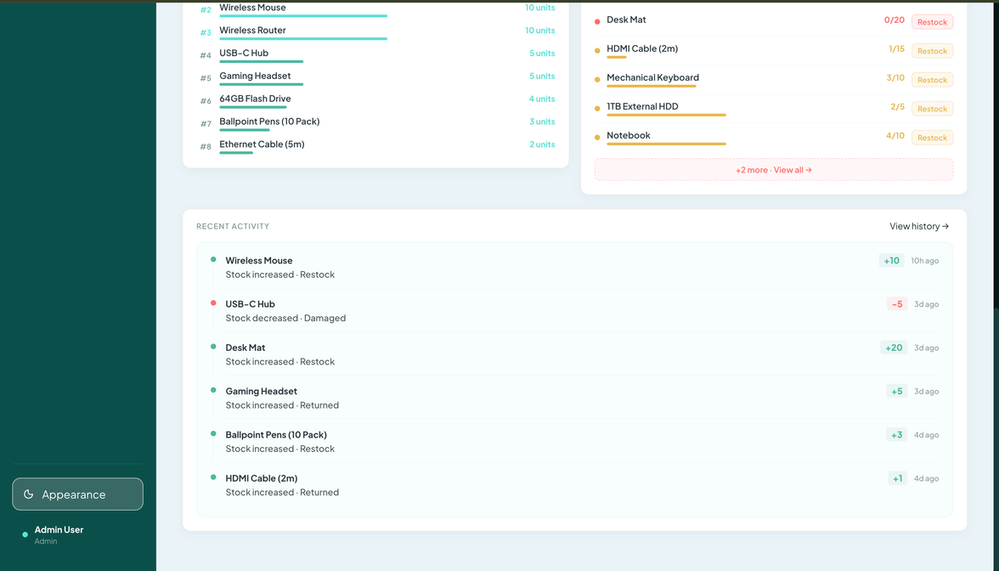 #2 Wireless Mouse 10 units
#3 Wireless Router 10 units
#4 USB-C Hub 5 units
#5 Gaming Headset 5 units
#6 64GB Flash Drive 4 units
#7 Ballpoint Pens (10 Pack) 3 units
#8 Ethernet Cable (5m) 2 units
Desk Mat 0/20 Restock
HDMI Cable (2m) 1/15 Restock
Mechanical Keyboard 3/10 Restock
1TB External HDD 2/5 Restock
Notebook 4/10 Restock
+2 more · View all →
RECENT ACTIVITY View history →
Wireless Mouse +10 10h ago
Stock increased · Restock
USB-C Hub −5 3d ago
Stock decreased · Damaged
Desk Mat +20 3d ago
Stock increased · Restock
Gaming Headset +5 3d ago
Stock increased · Returned
Ballpoint Pens (10 Pack) +3 4d ago
Stock increased · Restock
HDMI Cable (2m) +1 4d ago
Stock increased · Returned
Appearance
Admin User
Admin